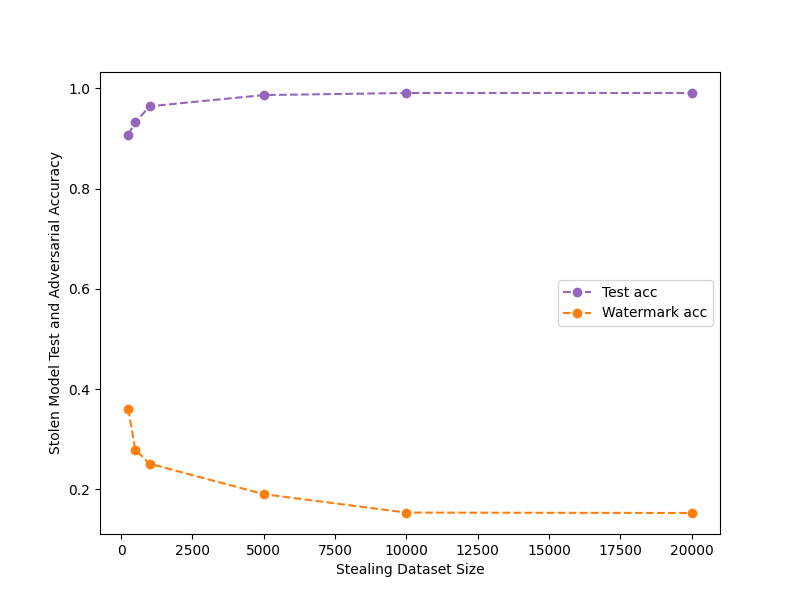 1.0
0.8
0.6
0.4
0.2
Stolen Model Test and Adversarial Accuracy
Test acc
Watermark acc
0 2500 5000 7500 10000 12500 15000 17500 20000
Stealing Dataset Size